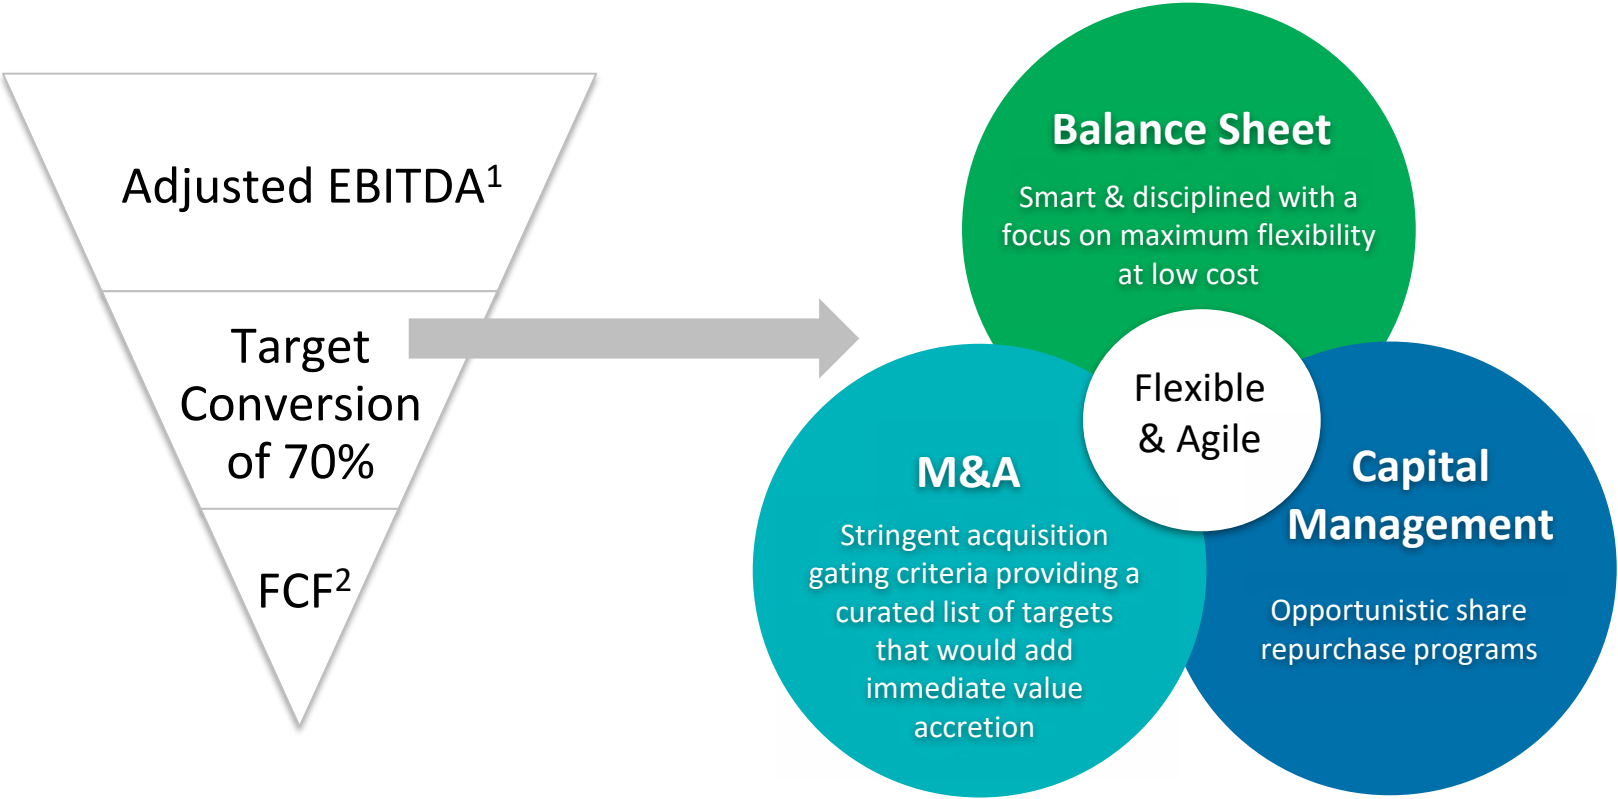 Adjusted EBITDA¹
Target
Conversion
of 70%
FCF²
Balance Sheet
Smart & disciplined with a
focus on maximum flexibility
at low cost
Flexible
& Agile
M&A
Stringent acquisition
gating criteria providing a
curated list of targets
that would add
immediate value
accretion
Capital
Management
Opportunistic share
repurchase programs